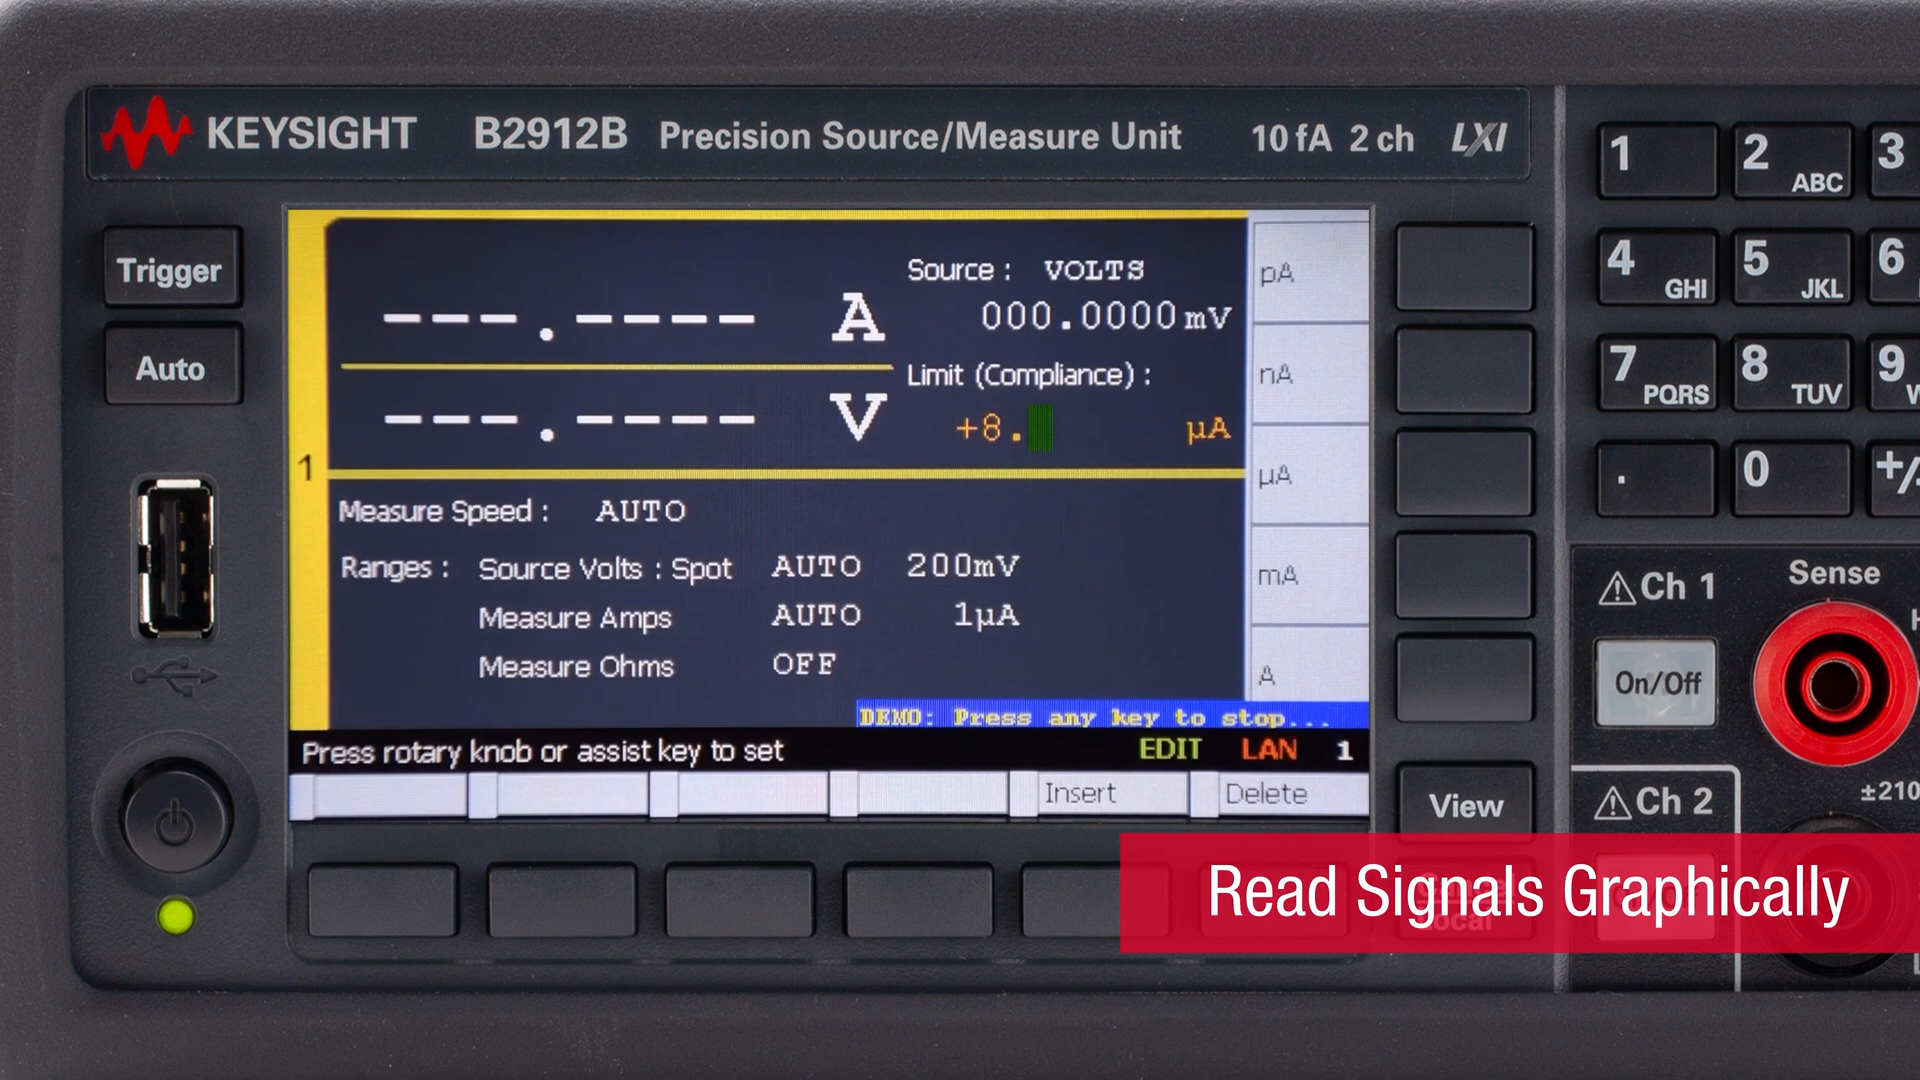 KEYSIGHT B2912B Precision Source/Measure Unit 10 fA 2 ch LXI
Trigger
Auto
1
---.---- A
---.---- V
Source : VOLTS
000.0000 mV
Limit (Compliance) :
+8. µA
Measure Speed : AUTO
Ranges : Source Volts : Spot AUTO 200mV
Measure Amps AUTO 1µA
Measure Ohms OFF
DEMO: Press any key to stop...
Press rotary knob or assist key to set EDIT LAN 1
pA
nA
µA
mA
A
Insert Delete
View
1 2 ABC 3
4 GHI 5 JKL 6
7 PQRS 8 TUV 9
. 0 +/
Ch 1 Sense
On/Off
Ch 2 ±210
Read Signals Graphically
Local